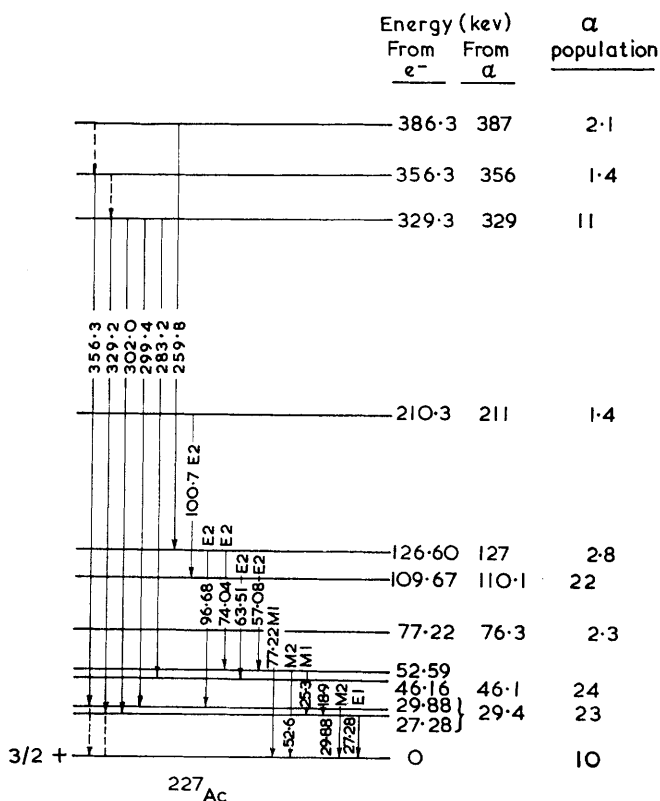 Energy (kev) α
From From population
e⁻ α
386·3 387 2·1
356·3 356 1·4
329·3 329 11
356·3
329·2
302·0
299·4
283·2
259·8
210·3 211 1·4
100·7 E2
126·60 127 2·8
109·67 110·1 22
77·22 76·3 2·3
52·59
46·16 46·1 24
29·88 } 29·4 23
27·28
96·68 E2
74·04 E2
63·51-E2
57·08-E2
77·22 M1
52·6 M2
25·3 M1
18·9
29·88 M2
27·28 E1
3/2 + 0 10
²²⁷Ac